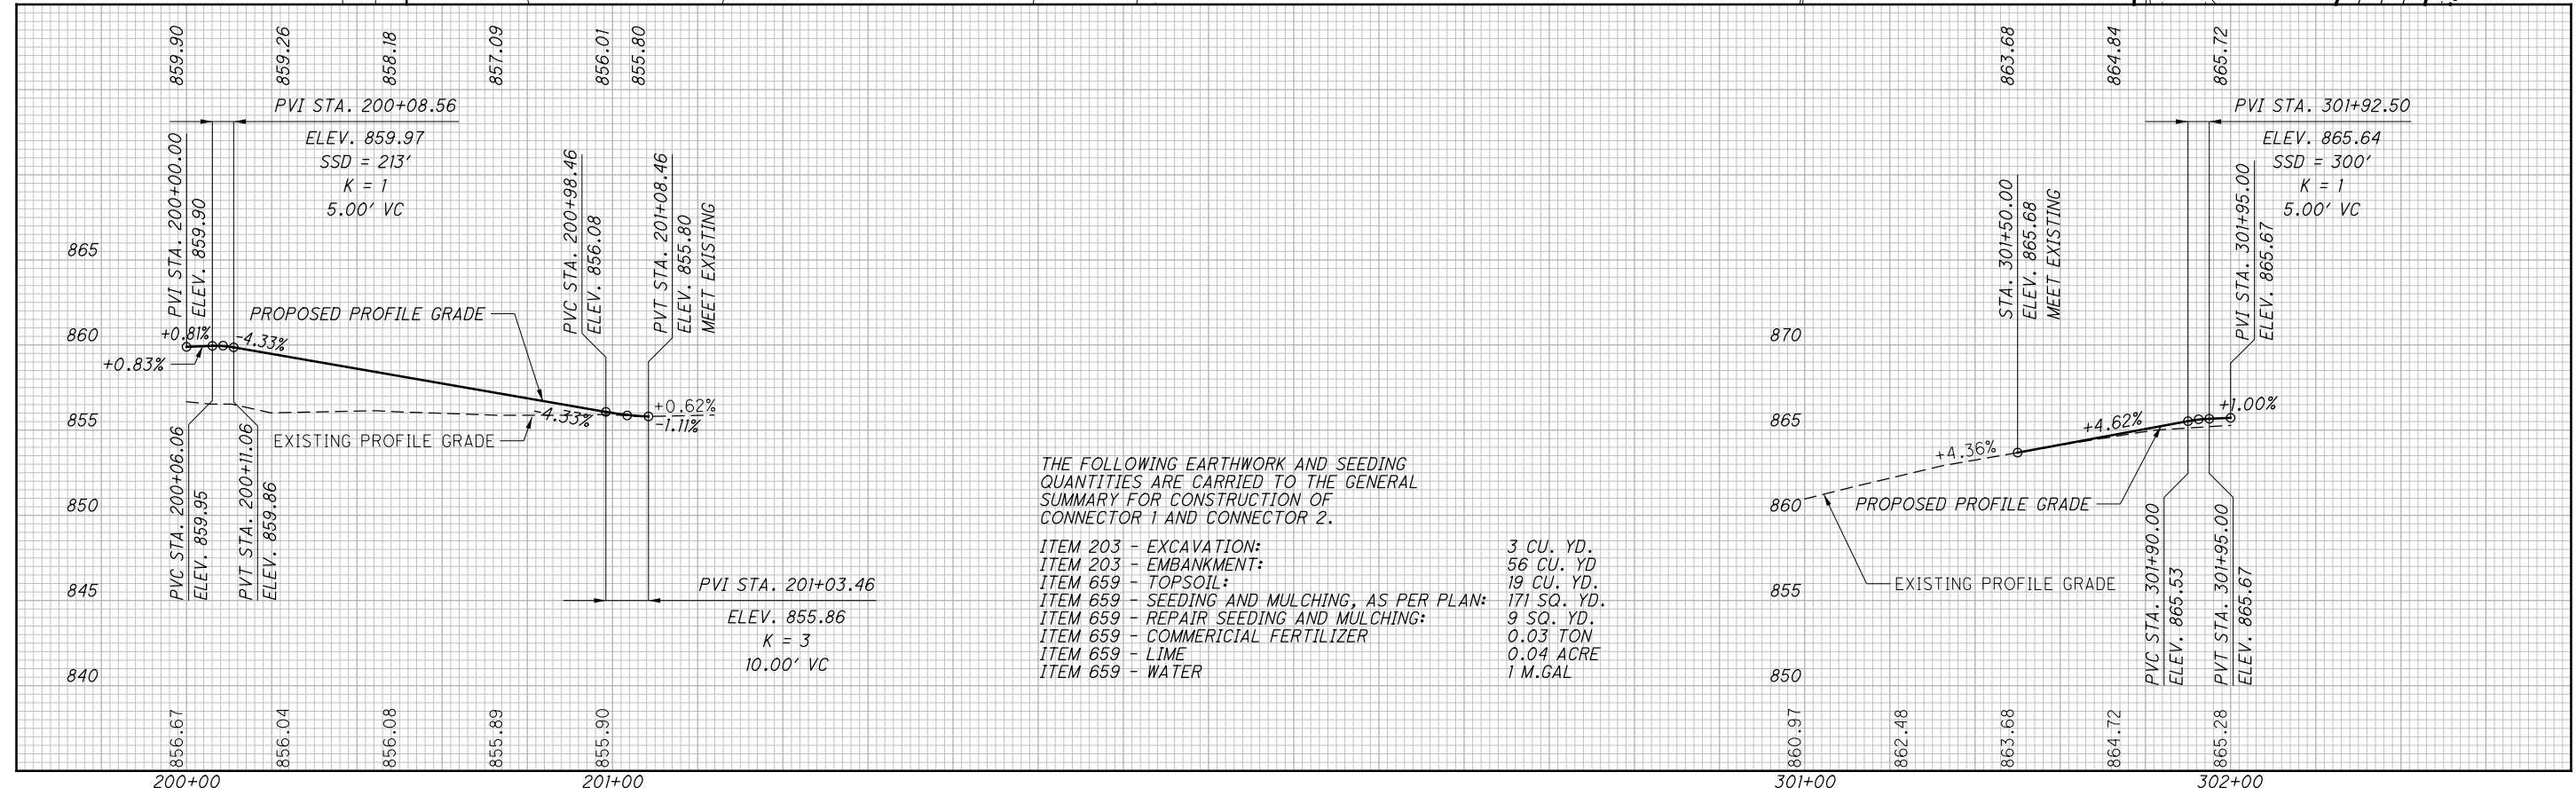 859.90
859.26
858.18
857.09
856.01
855.80
863.68
864.84
865.72
PVI STA. 200+08.56
ELEV. 859.97
SSD = 213'
K = 1
5.00' VC
PVI STA. 200+00.00
ELEV. 859.90
PVC STA. 200+98.46
ELEV. 856.08
PVT STA. 201+08.46
ELEV. 855.80
MEET EXISTING
865
860
855
850
845
840
+0.81%
+0.83%
-4.33%
PROPOSED PROFILE GRADE
-4.33%
+0.62%
-1.11%
EXISTING PROFILE GRADE
PVC STA. 200+06.06
ELEV. 859.95
PVT STA. 200+11.06
ELEV. 859.86
PVI STA. 201+03.46
ELEV. 855.86
K = 3
10.00' VC
THE FOLLOWING EARTHWORK AND SEEDING
QUANTITIES ARE CARRIED TO THE GENERAL
SUMMARY FOR CONSTRUCTION OF
CONNECTOR 1 AND CONNECTOR 2.
ITEM 203 - EXCAVATION: 3 CU. YD.
ITEM 203 - EMBANKMENT: 56 CU. YD
ITEM 659 - TOPSOIL: 19 CU. YD.
ITEM 659 - SEEDING AND MULCHING, AS PER PLAN: 171 SQ. YD.
ITEM 659 - REPAIR SEEDING AND MULCHING: 9 SQ. YD.
ITEM 659 - COMMERICIAL FERTILIZER 0.03 TON
ITEM 659 - LIME 0.04 ACRE
ITEM 659 - WATER 1 M.GAL
PVI STA. 301+92.50
ELEV. 865.64
SSD = 300'
K = 1
5.00' VC
STA. 301+50.00
ELEV. 865.68
MEET EXISTING
PVI STA. 301+95.00
ELEV. 865.67
870
865
860
855
850
+4.36%
+4.62%
+1.00%
PROPOSED PROFILE GRADE
EXISTING PROFILE GRADE
PVC STA. 301+90.00
ELEV. 865.53
PVT STA. 301+95.00
ELEV. 865.67
856.67
856.04
856.08
855.89
855.90
860.97
862.48
863.68
864.72
865.28
200+00
201+00
301+00
302+00